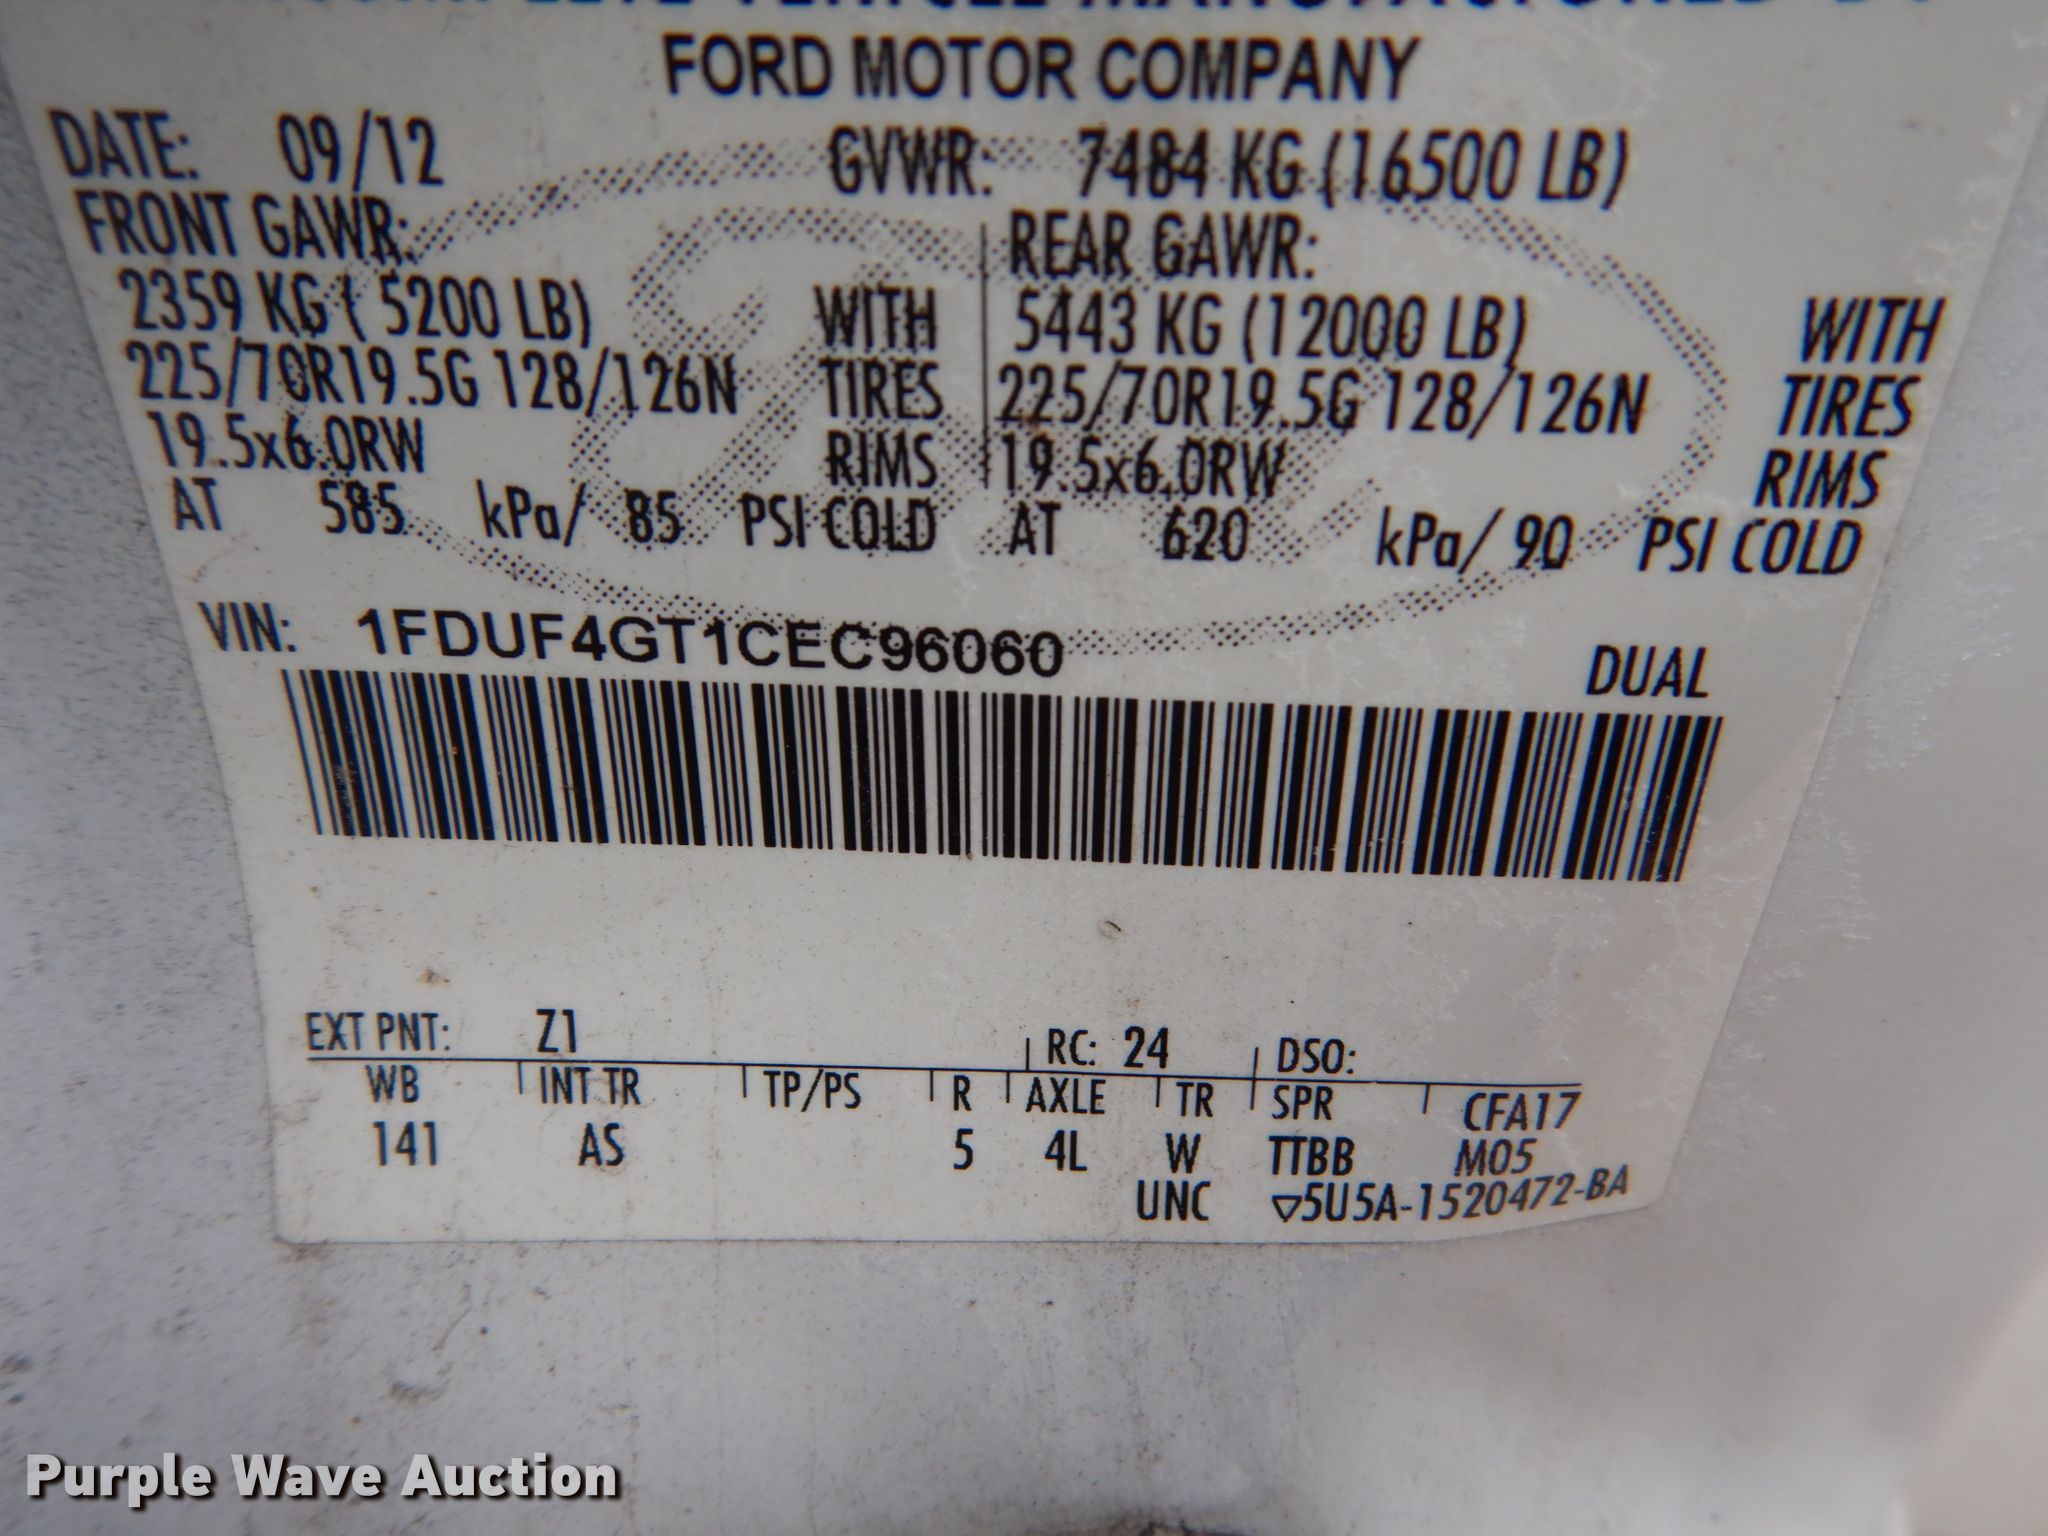 FORD MOTOR COMPANY
DATE: 09/12 GVWR: 7484 KG (16500 LB)
FRONT GAWR: REAR GAWR:
2359 KG ( 5200 LB) WITH 5443 KG (12000 LB) WITH
225/70R19.5G 128/126N TIRES 225/70R19.5G 128/126N TIRES
19.5x6.0RW RIMS 19.5x6.0RW RIMS
AT 585 kPa/ 85 PSI COLD AT 620 kPa/ 90 PSI COLD
VIN: 1FDUF4GT1CEC96060
DUAL
EXT PNT: Z1 RC: 24 DSO:
WB INT TR TP/PS R AXLE TR SPR CFA17
141 AS 5 4L W TTBB M05
UNC ▽5U5A-1520472-BA
Purple Wave Auction